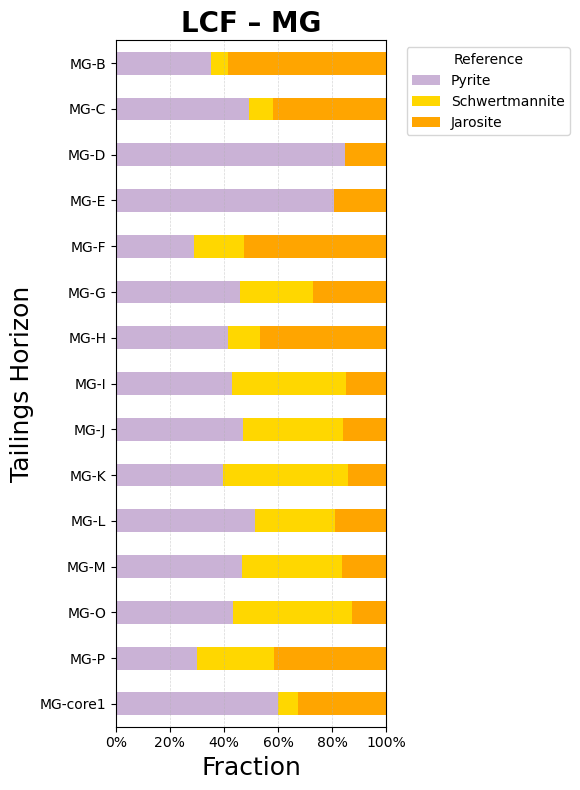 LCF – MG
Reference
Pyrite
Schwertmannite
Jarosite
Tailings Horizon
MG-B
MG-C
MG-D
MG-E
MG-F
MG-G
MG-H
MG-I
MG-J
MG-K
MG-L
MG-M
MG-O
MG-P
MG-core1
0% 20% 40% 60% 80% 100%
Fraction